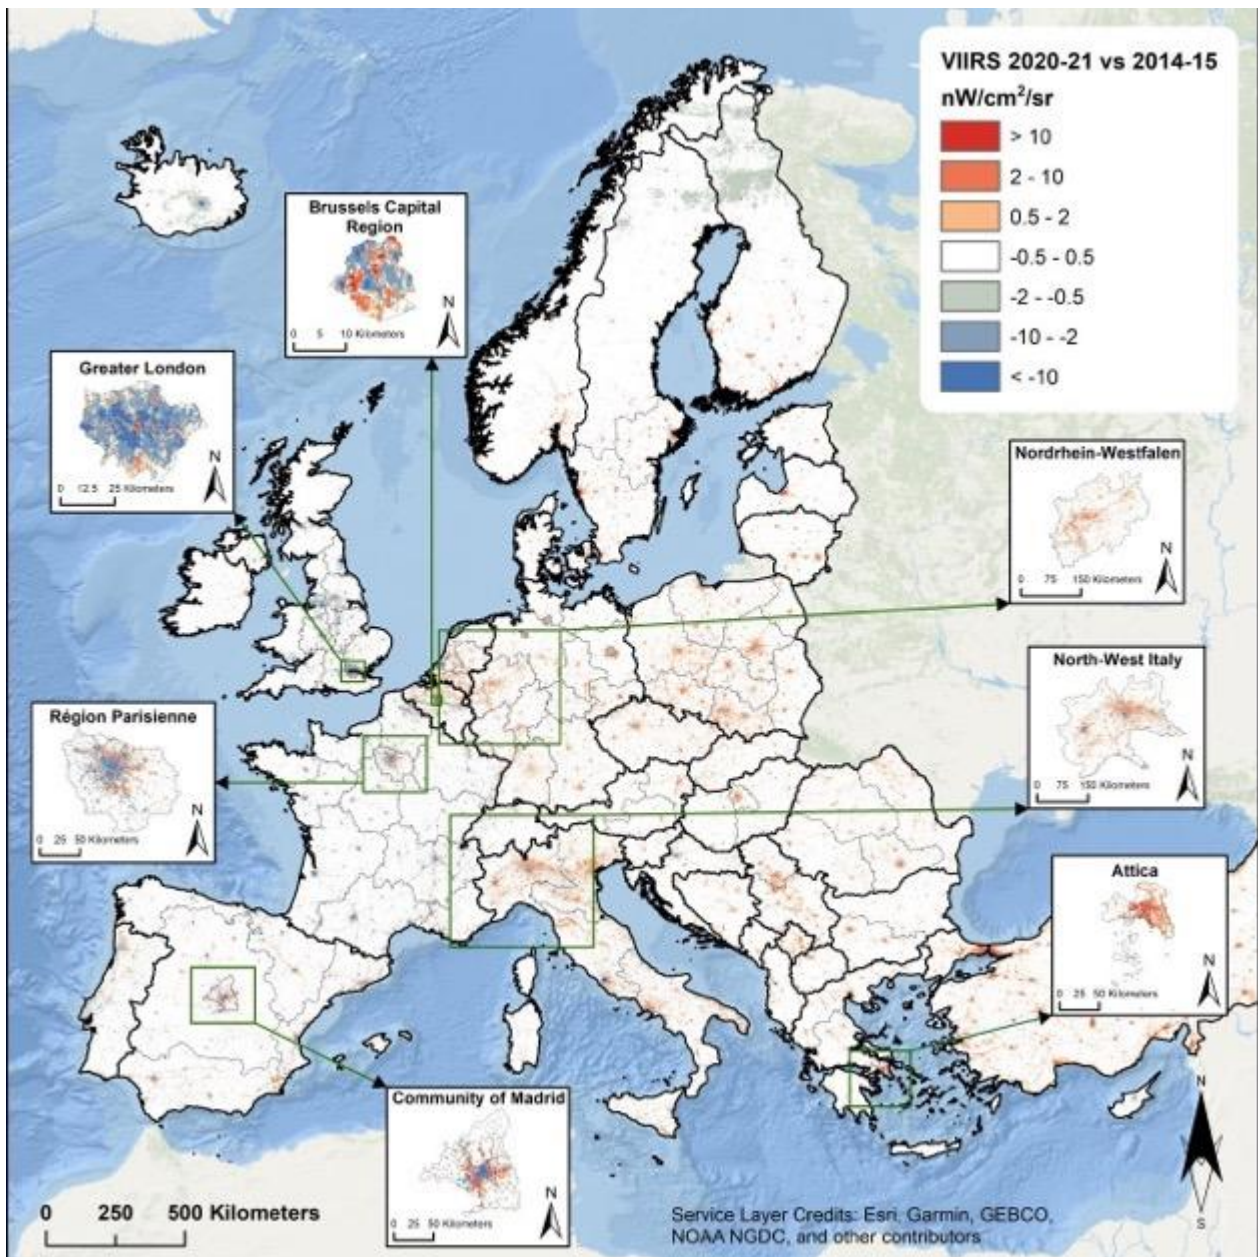 VIIRS 2020-21 vs 2014-15
nW/cm²/sr
> 10
2 - 10
0.5 - 2
-0.5 - 0.5
-2 - -0.5
-10 - -2
< -10
Brussels Capital
Region
N
0 5 10 Kilometers
Greater London
N
0 12.5 25 Kilometers
Nordrhein-Westfalen
N
0 75 150 Kilometers
North-West Italy
N
0 75 150 Kilometers
Région Parisienne
N
0 25 50 Kilometers
Attica
N
0 25 50 Kilometers
Community of Madrid
N
0 25 50 Kilometers
N
S
0 250 500 Kilometers
Service Layer Credits: Esri, Garmin, GEBCO,
NOAA NGDC, and other contributors